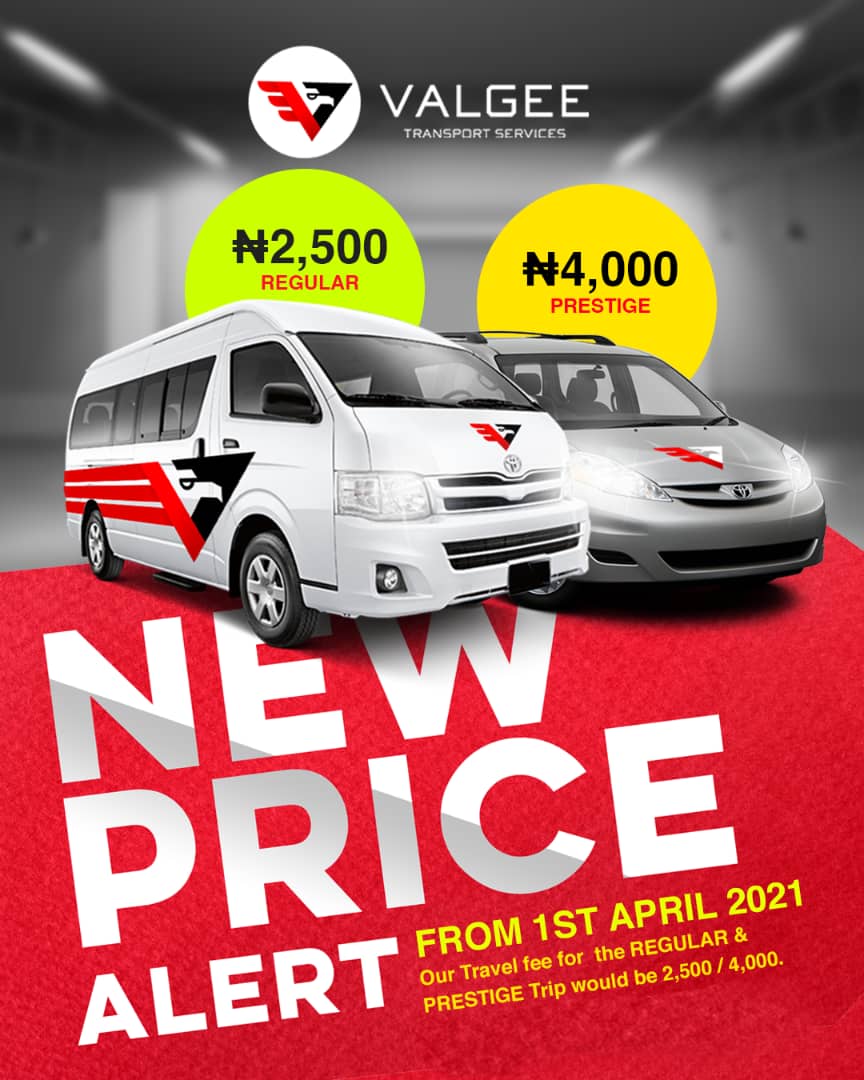 VALGEE
TRANSPORT SERVICES
₦2,500
REGULAR
₦4,000
PRESTIGE
NEW
PRICE
ALERT
FROM 1ST APRIL 2021
Our Travel fee for the REGULAR &
PRESTIGE Trip would be 2,500 / 4,000.